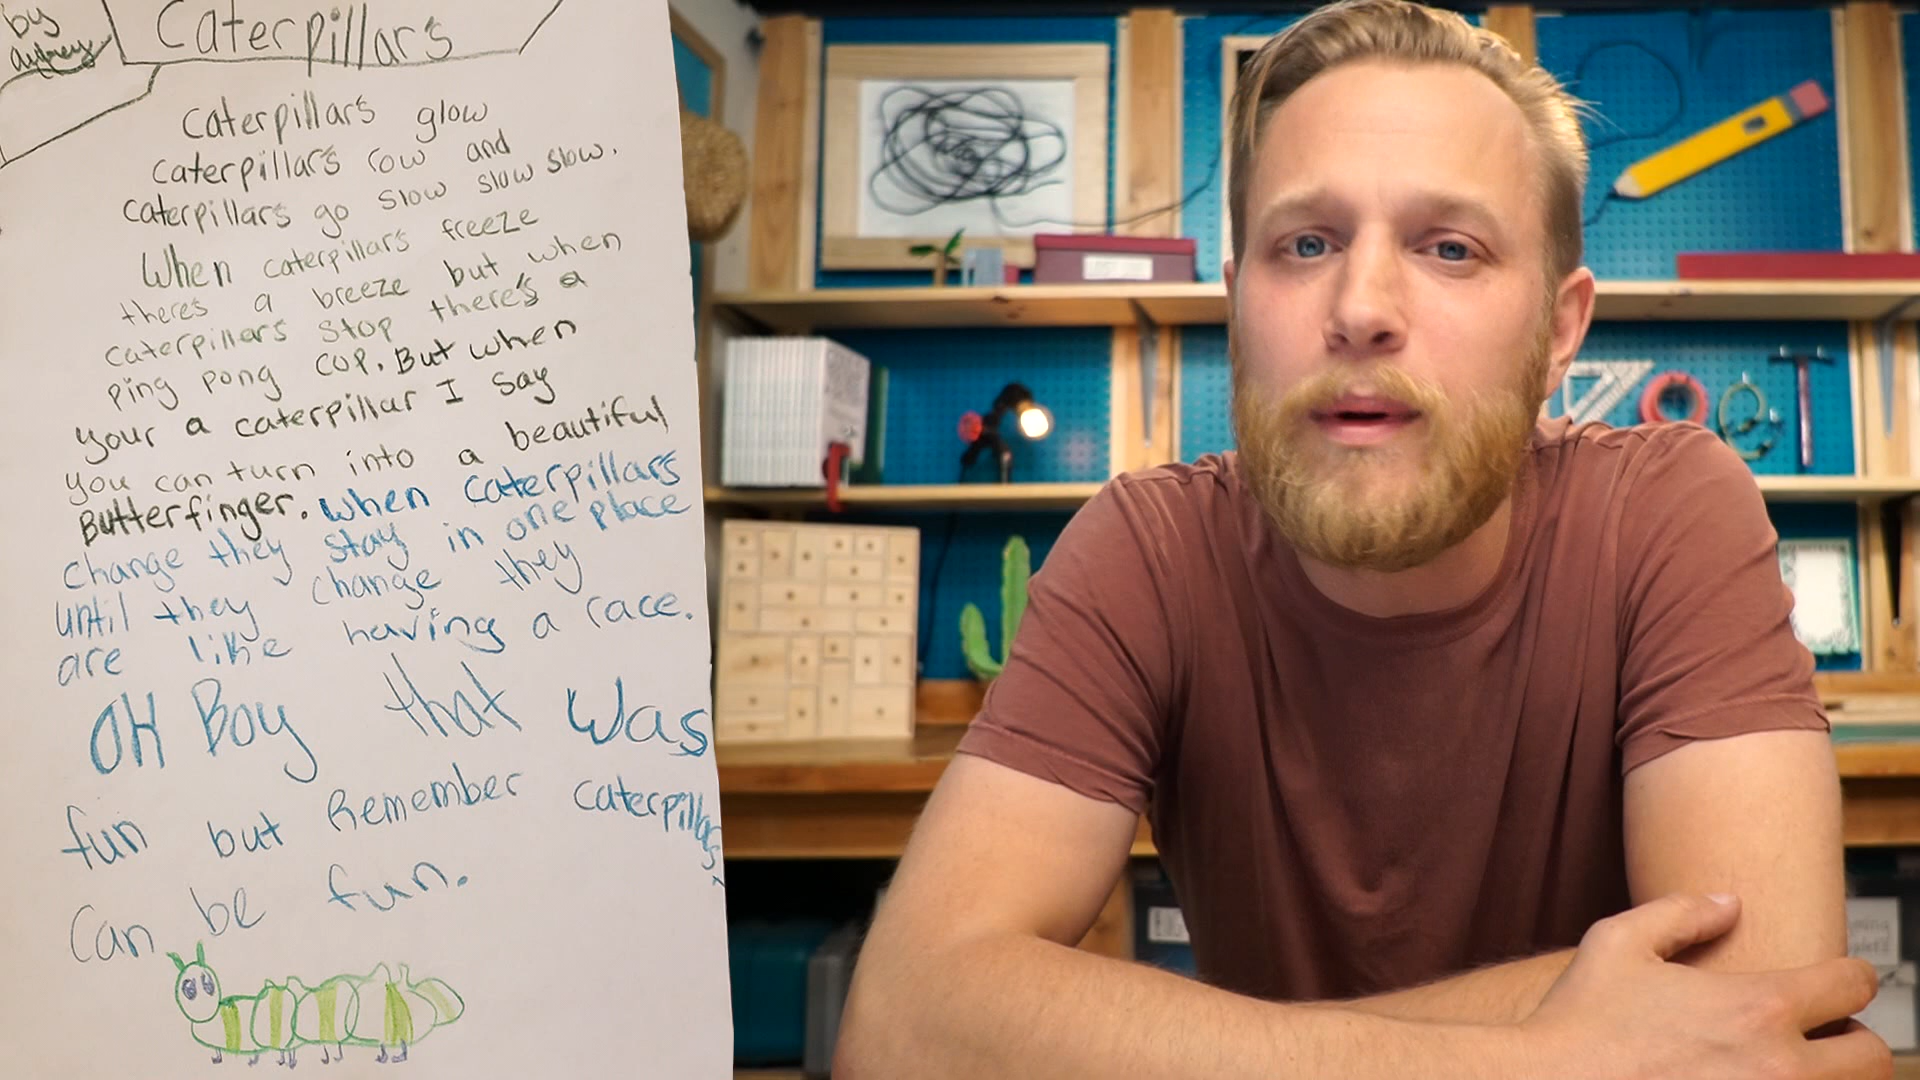 by
Caterpillars
caterpillars glow
caterpillars row and
caterpillars go slow slow slow.
When caterpillars freeze
there's a breeze but when
caterpillars stop there's a
ping pong cup. But when
your a caterpillar I say
you can turn into a beautiful
Butterfinger. When caterpillars
change they stay in one place
until they change they
are like having a race.
OH Boy that was
fun but Remember caterpillars
can be fun.